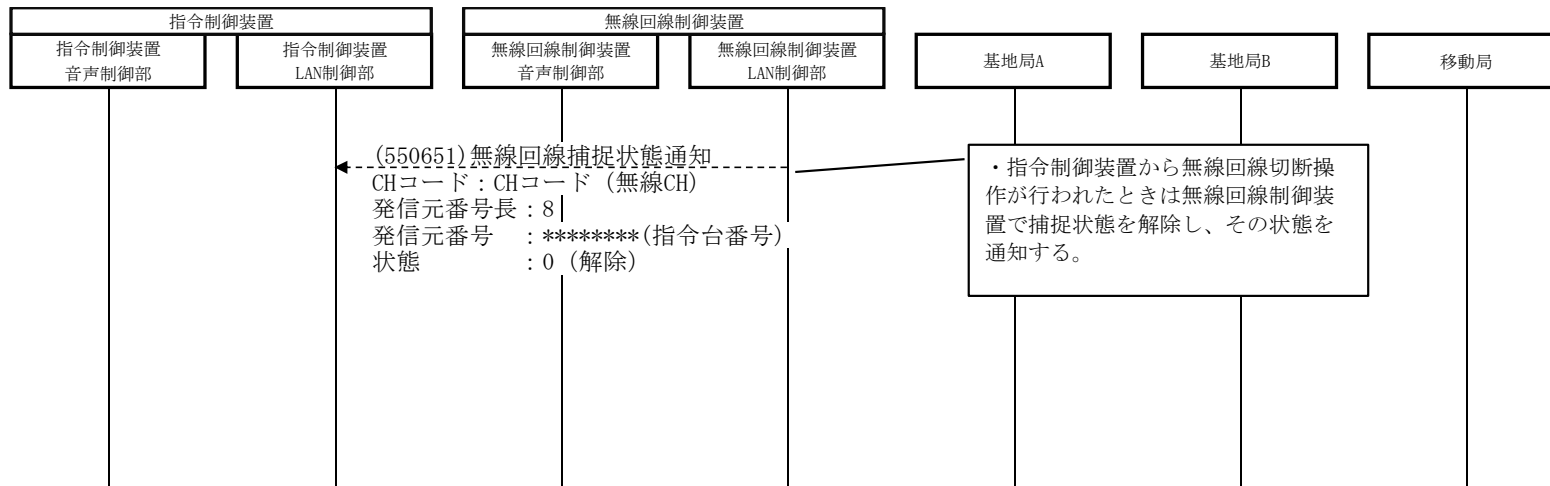 指令制御装置
無線回線制御装置
指令制御装置
音声制御部
指令制御装置
LAN制御部
無線回線制御装置
音声制御部
無線回線制御装置
LAN制御部
基地局A
基地局B
移動局
(550651)無線回線捕捉状態通知
CHコード：CHコード（無線CH）
発信元番号長：8
発信元番号　：********(指令台番号)
状態　　　　：0（解除）
・指令制御装置から無線回線切断操
作が行われたときは無線回線制御装
置で捕捉状態を解除し、その状態を
通知する。